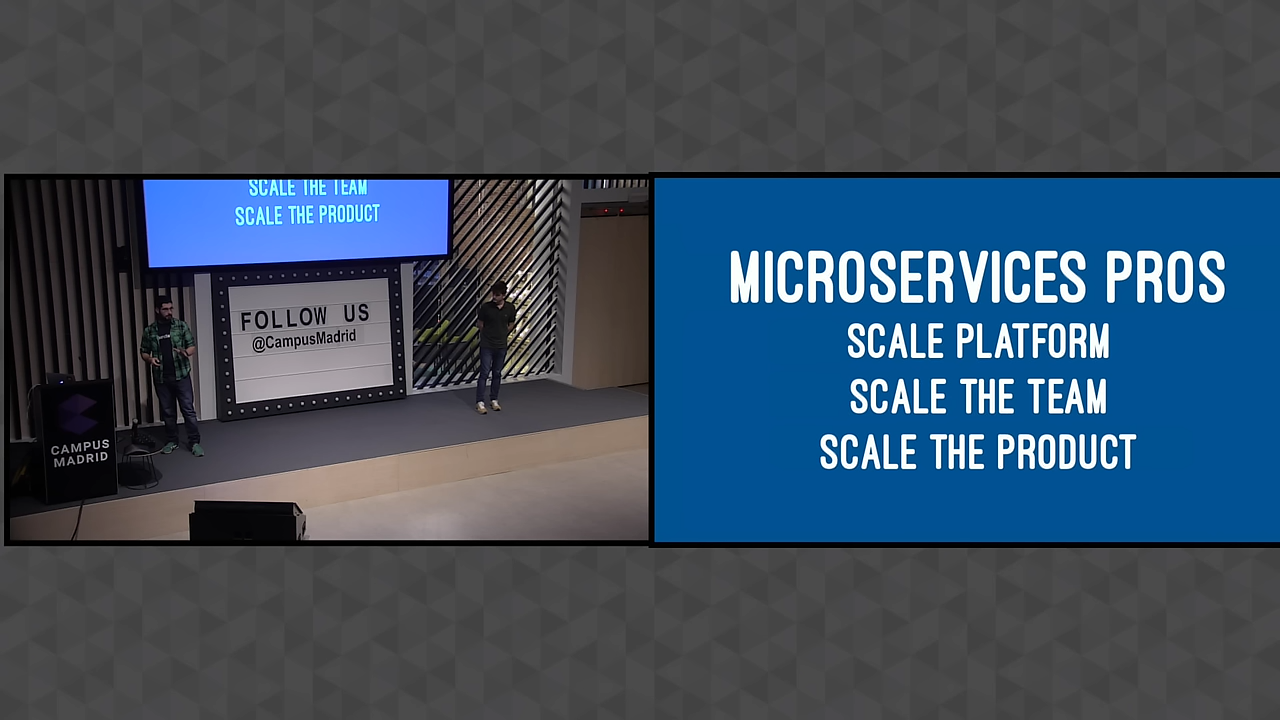 SCALE THE TEAM
SCALE THE PRODUCT
FOLLOW US
@CampusMadrid
CAMPUS
MADRID
MICROSERVICES PROS
SCALE PLATFORM
SCALE THE TEAM
SCALE THE PRODUCT